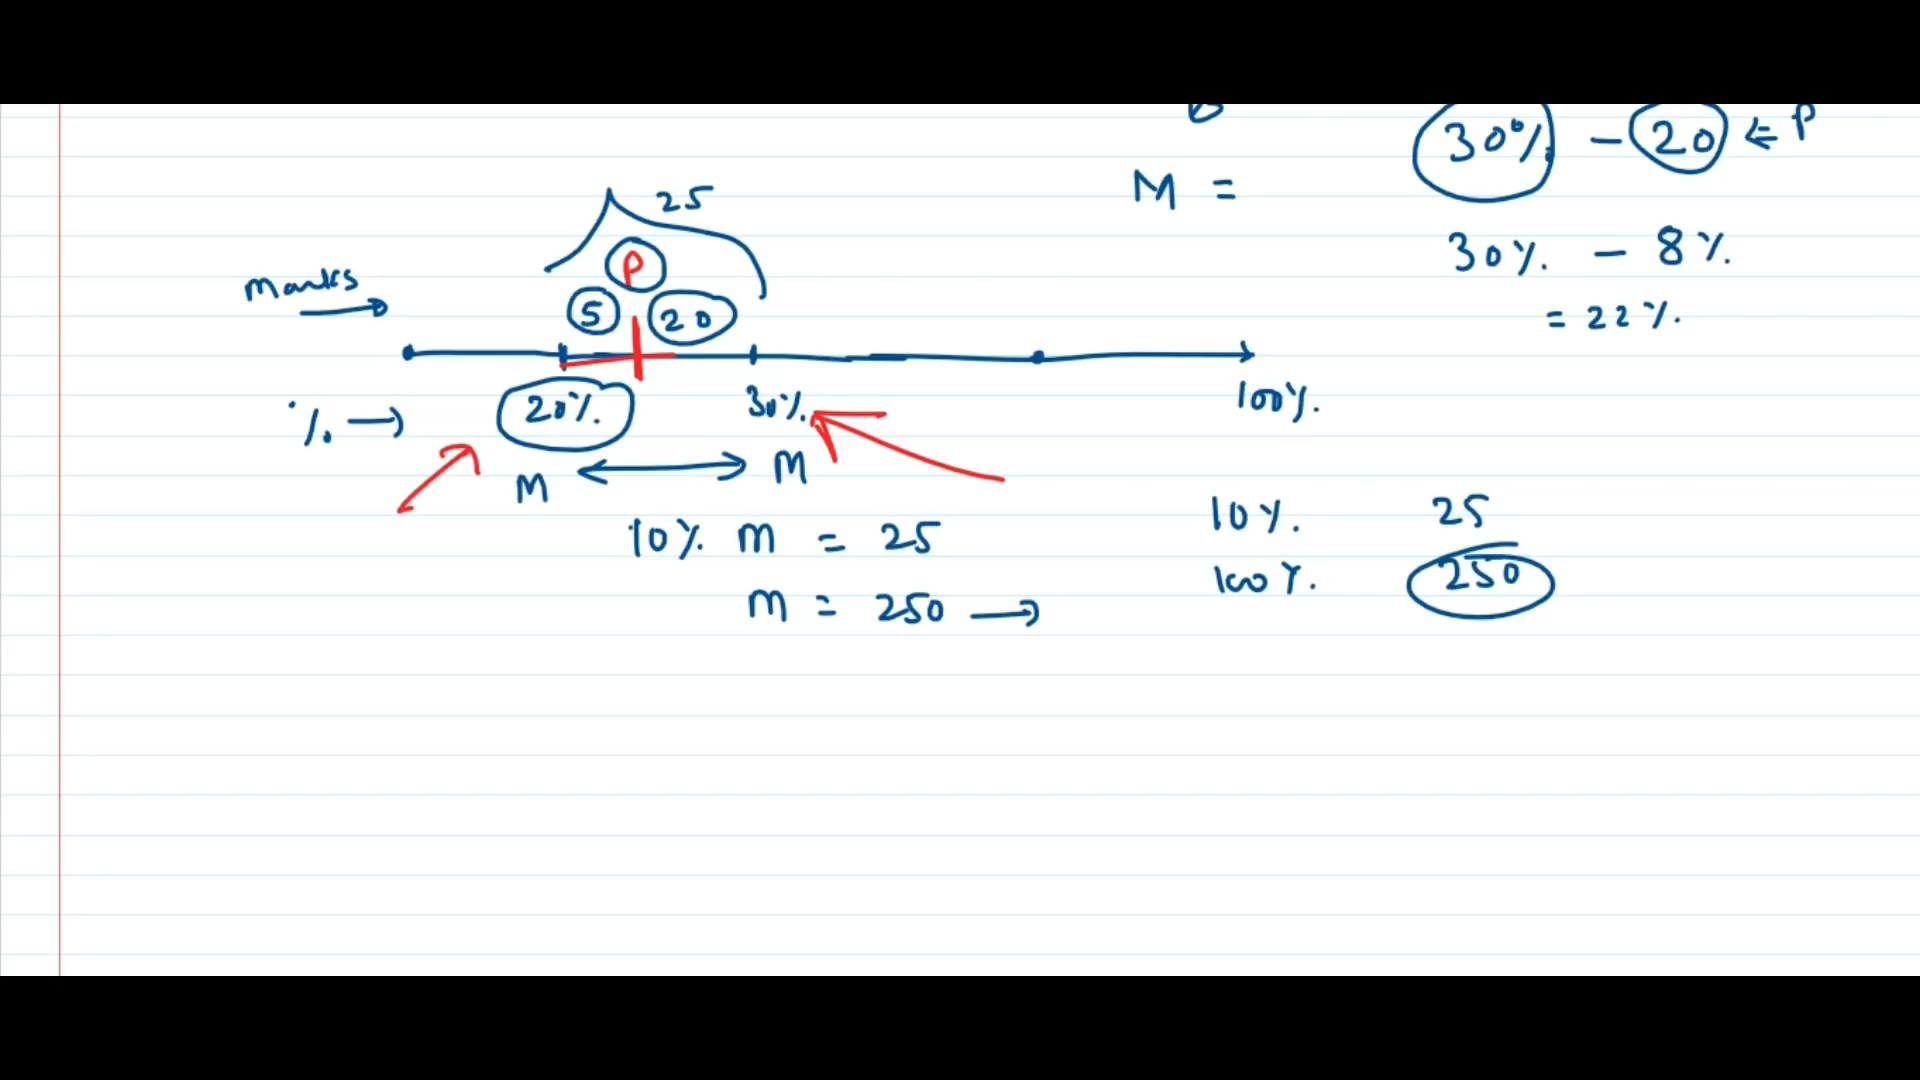 30% - 20 ⇐ P
M =
25
30% - 8%
P
= 22%
marks →
5 20
% → 20% 30% 100%
M ↔ M
10% m = 25
m = 250 →
10% 25
100% 250